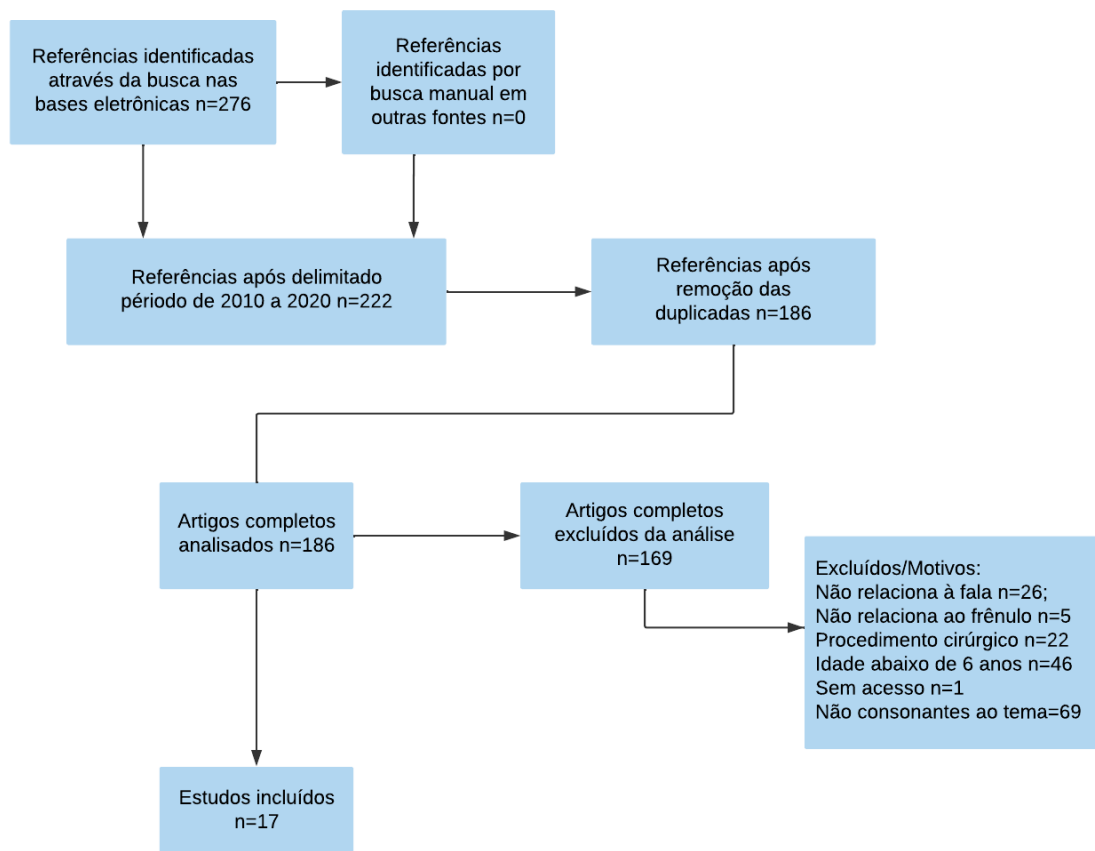 Referências identificadas
através da busca nas
bases eletrônicas n=276
Referências
identificadas por
busca manual em
outras fontes n=0
Referências após delimitado
périodo de 2010 a 2020 n=222
Referências após
remoção das
duplicadas n=186
Artigos completos
analisados n=186
Artigos completos
excluídos da análise
n=169
Excluídos/Motivos:
Não relaciona à fala n=26;
Não relaciona ao frênulo n=5
Procedimento cirúrgico n=22
Idade abaixo de 6 anos n=46
Sem acesso n=1
Não consonantes ao tema=69
Estudos incluídos
n=17